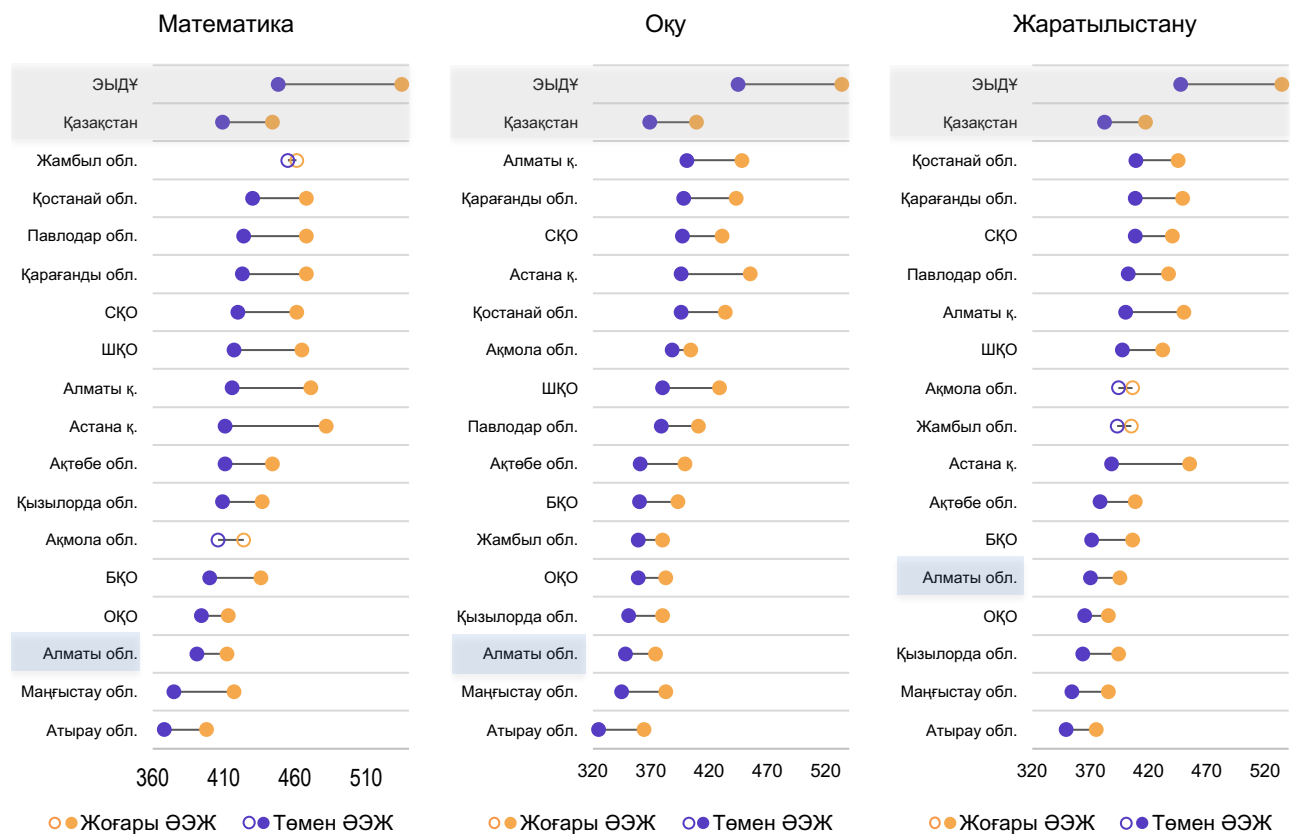 Математика
ЭЫДҰ
Қазақстан
Жамбыл обл.
Қостанай обл.
Павлодар обл.
Қарағанды обл.
СҚО
ШҚО
Алматы қ.
Астана қ.
Ақтөбе обл.
Қызылорда обл.
Ақмола обл.
БҚО
ОҚО
Алматы обл.
Маңғыстау обл.
Атырау обл.
360 410 460 510
Жоғары ӘЭЖ Төмен ӘЭЖ
Оқу
ЭЫДҰ
Қазақстан
Алматы қ.
Қарағанды обл.
СҚО
Астана қ.
Қостанай обл.
Ақмола обл.
ШҚО
Павлодар обл.
Ақтөбе обл.
БҚО
Жамбыл обл.
ОҚО
Қызылорда обл.
Алматы обл.
Маңғыстау обл.
Атырау обл.
320 370 420 470 520
Жоғары ӘЭЖ Төмен ӘЭЖ
Жаратылыстану
ЭЫДҰ
Қазақстан
Қостанай обл.
Қарағанды обл.
СҚО
Павлодар обл.
Алматы қ.
ШҚО
Ақмола обл.
Жамбыл обл.
Астана қ.
Ақтөбе обл.
БҚО
Алматы обл.
ОҚО
Қызылорда обл.
Маңғыстау обл.
Атырау обл.
320 370 420 470 520
Жоғары ӘЭЖ Төмен ӘЭЖ